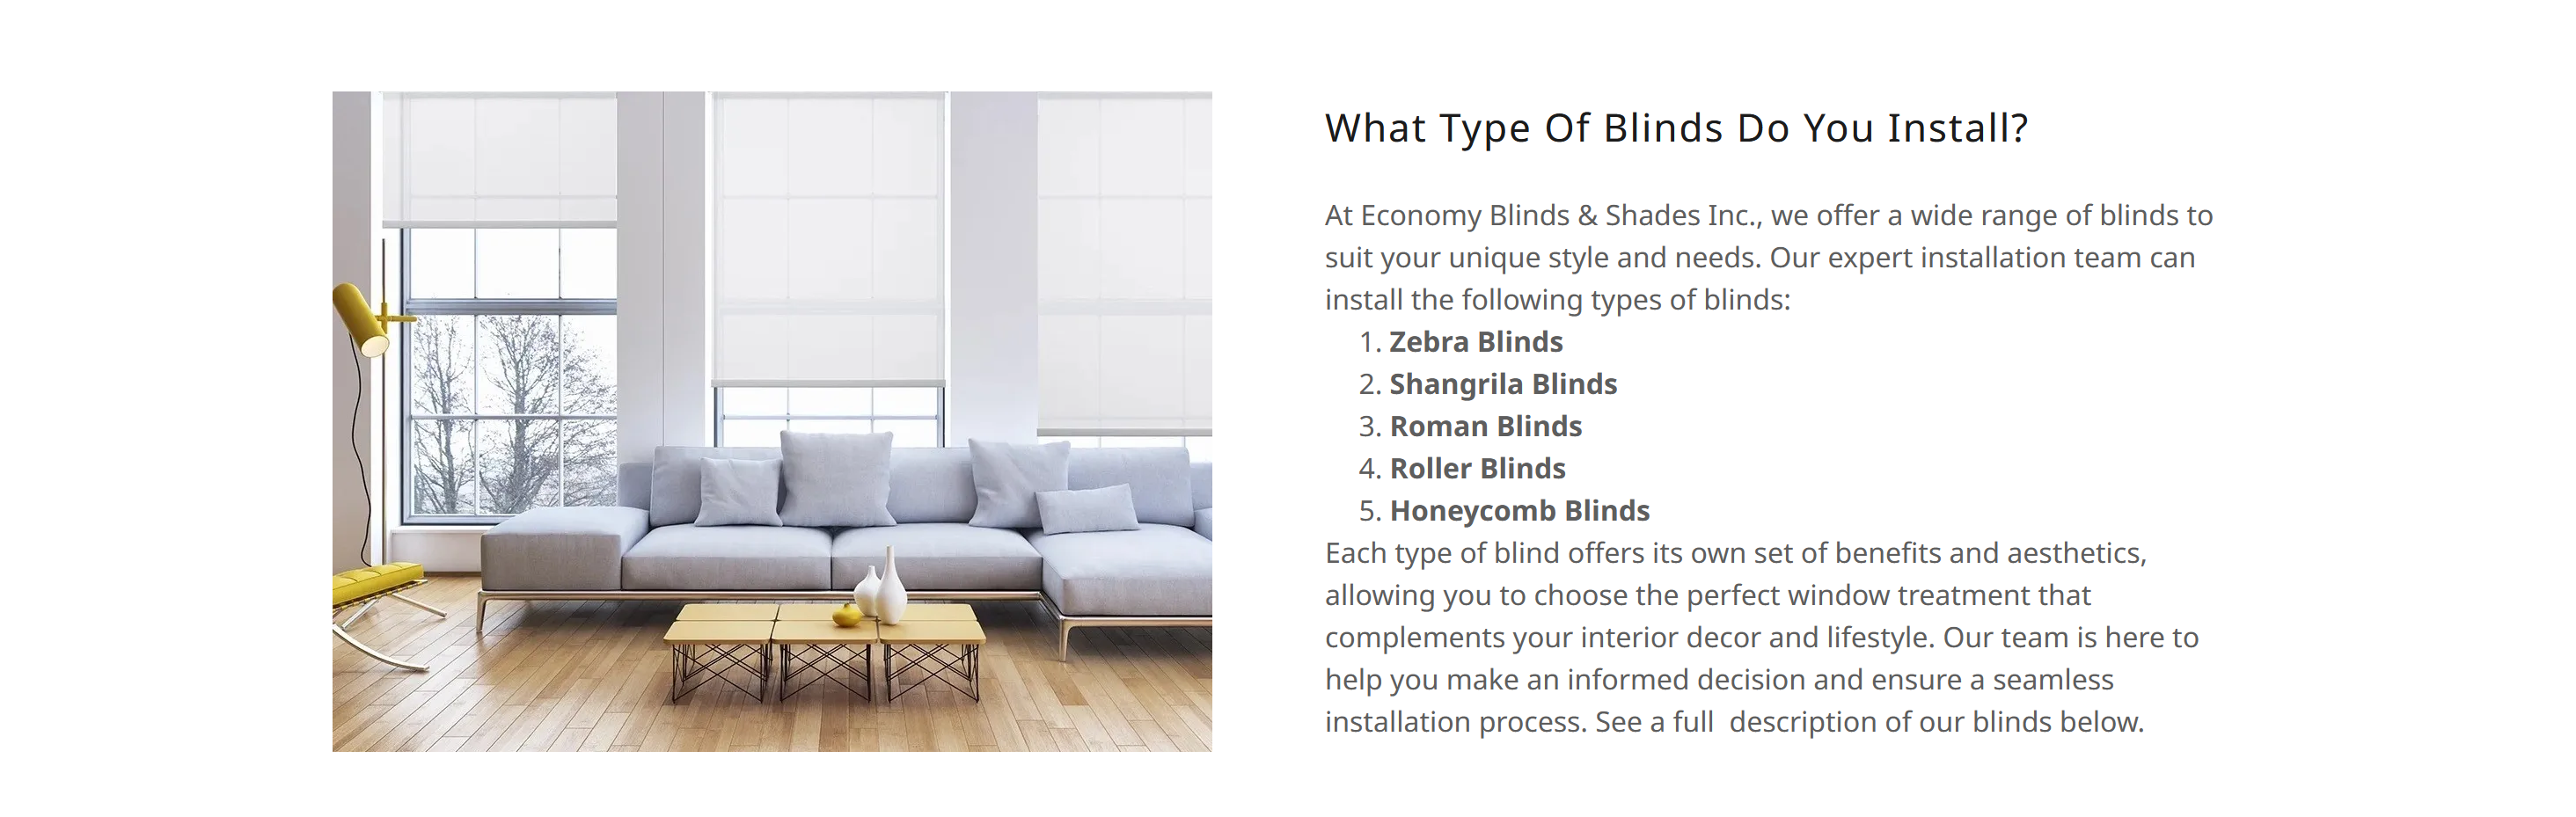 What Type Of Blinds Do You Install?
At Economy Blinds & Shades Inc., we offer a wide range of blinds to
suit your unique style and needs. Our expert installation team can
install the following types of blinds:
1. Zebra Blinds
2. Shangrila Blinds
3. Roman Blinds
4. Roller Blinds
5. Honeycomb Blinds
Each type of blind offers its own set of benefits and aesthetics,
allowing you to choose the perfect window treatment that
complements your interior decor and lifestyle. Our team is here to
help you make an informed decision and ensure a seamless
installation process. See a full  description of our blinds below.